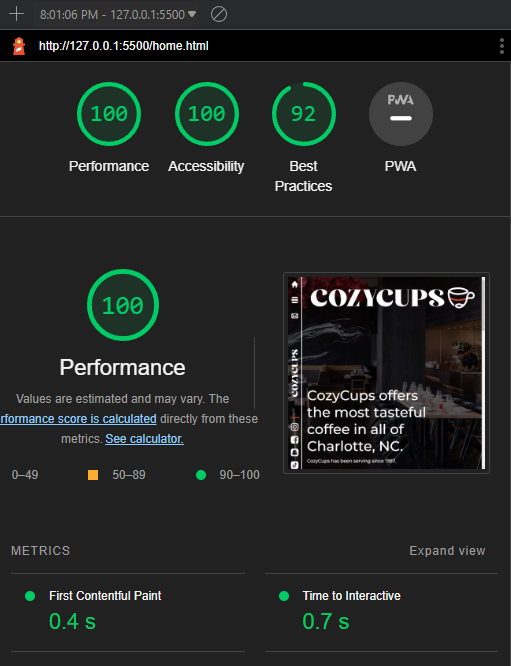 8:01:06 PM - 127.0.0.1:5500
http://127.0.0.1:5500/home.html
100
100
92
PWA
Performance
Accessibility
Best
Practices
PWA
100
Performance
Values are estimated and may vary. The
rformance score is calculated directly from these
metrics. See calculator.
0–49
50–89
90–100
COZYCUPS
COZYCUPS
CozyCups offers
the most tasteful
coffee in all of
Charlotte, NC.
CozyCups has been serving since 1987.
METRICS
Expand view
First Contentful Paint
0.4 s
Time to Interactive
0.7 s